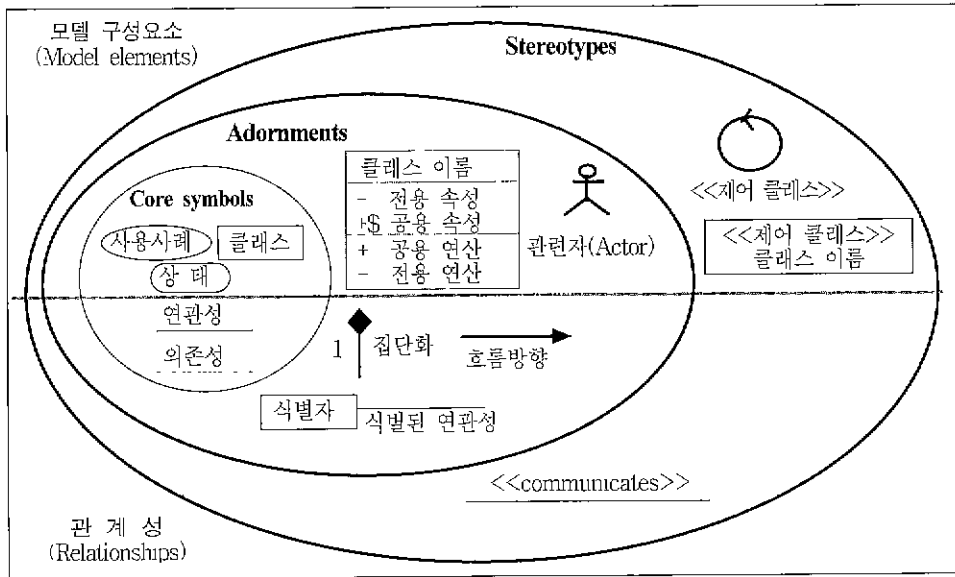 모델 구성요소
(Model elements)
Stereotypes
Adornments
Core symbols
사용사례
클래스
상 태
연관성
의존성
클래스 이름
- 전용 속성
+$ 공용 속성
+ 공용 연산
- 전용 연산
관련자(Actor)
<<제어 클래스>>
<<제어 클래스>>
클래스 이름
1
집단화
흐름방향
식별자
식별된 연관성
<<communicates>>
관 계 성
(Relationships)